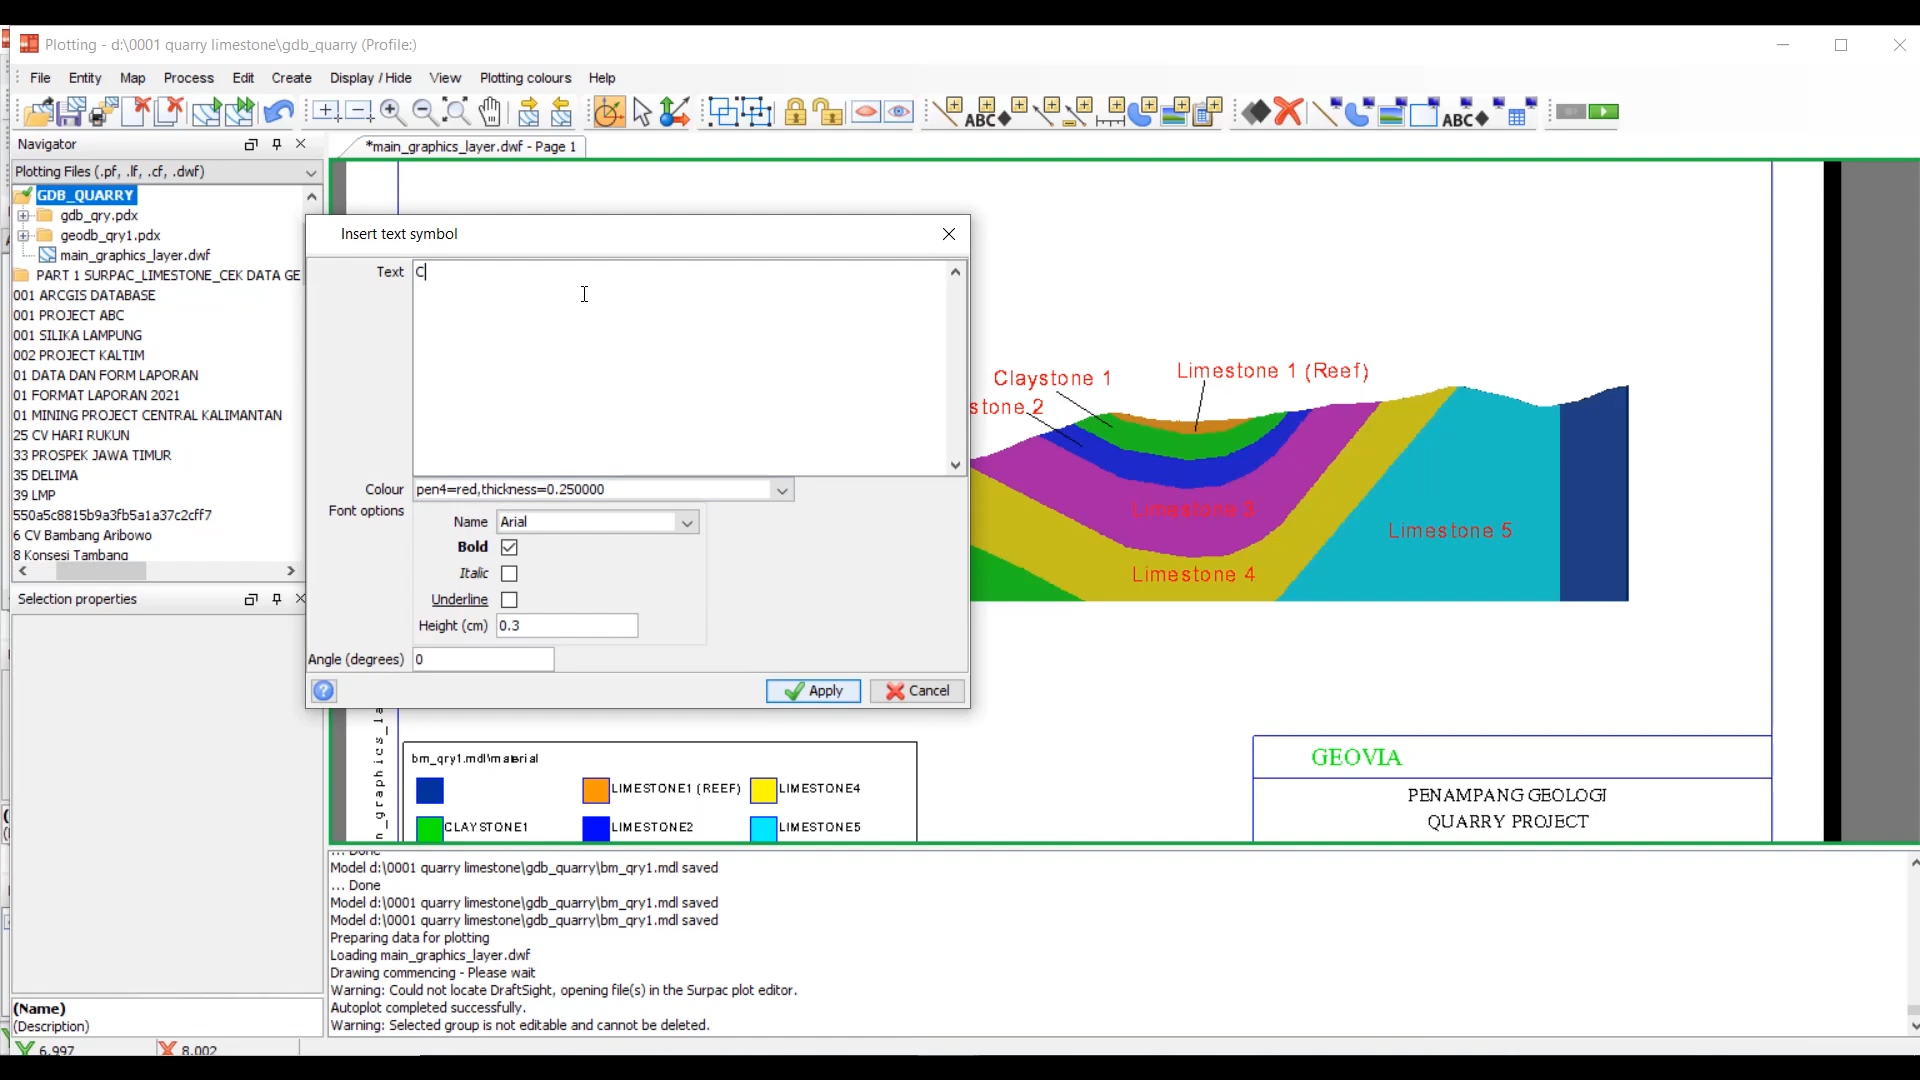 Plotting - d:\0001 quarry limestone\gdb_quarry (Profile:)
File Edit Entity Map Process Edit Create Display / Hide View Plotting colours Help
ABC
ABC
Navigator
*main_graphics_layer.dwf - Page 1
Plotting Files (.pf, .lf, .cf, .dwf)
GDB_QUARRY
gdb_qry.pdx
geodb_qry1.pdx
main_graphics_layer.dwf
PART 1 SURPAC_LIMESTONE_CEK DATA GE
001 ARCGIS DATABASE
001 PROJECT ABC
001 SILIKA LAMPUNG
002 PROJECT KALTIM
01 DATA DAN FORM LAPORAN
01 FORMAT LAPORAN 2021
01 MINING PROJECT CENTRAL KALIMANTAN
25 CV HARI RUKUN
33 PROSPEK JAWA TIMUR
35 DELIMA
39 LMP
550a5c8815b9a3fb5a1a37c2cff7
6 CV Bambang Aribowo
8 Konsesi Tambang
Selection properties
(Name)
(Description)
6.997
8.002
Insert text symbol
Text C
Colour pen4=red,thickness=0.250000
Font options
Name Arial
Bold
Italic
Underline
Height (cm) 0.3
Angle (degrees) 0
Apply Cancel
Claystone 1
Limestone 1 (Reef)
stone 2
Limestone 3
Limestone 5
Limestone 4
n_graphics_la
bm_qry1.mdl\material
LIMESTONE1 (REEF)
LIMESTONE4
CLAYSTONE1
LIMESTONE2
LIMESTONE5
GEOVIA
PENAMPANG GEOLOGI
QUARRY PROJECT
... Done
Model d:\0001 quarry limestone\gdb_quarry\bm_qry1.mdl saved
... Done
Model d:\0001 quarry limestone\gdb_quarry\bm_qry1.mdl saved
Model d:\0001 quarry limestone\gdb_quarry\bm_qry1.mdl saved
Preparing data for plotting
Loading main_graphics_layer.dwf
Drawing commencing - Please wait
Warning: Could not locate DraftSight, opening file(s) in the Surpac plot editor.
Autoplot completed successfully.
Warning: Selected group is not editable and cannot be deleted.